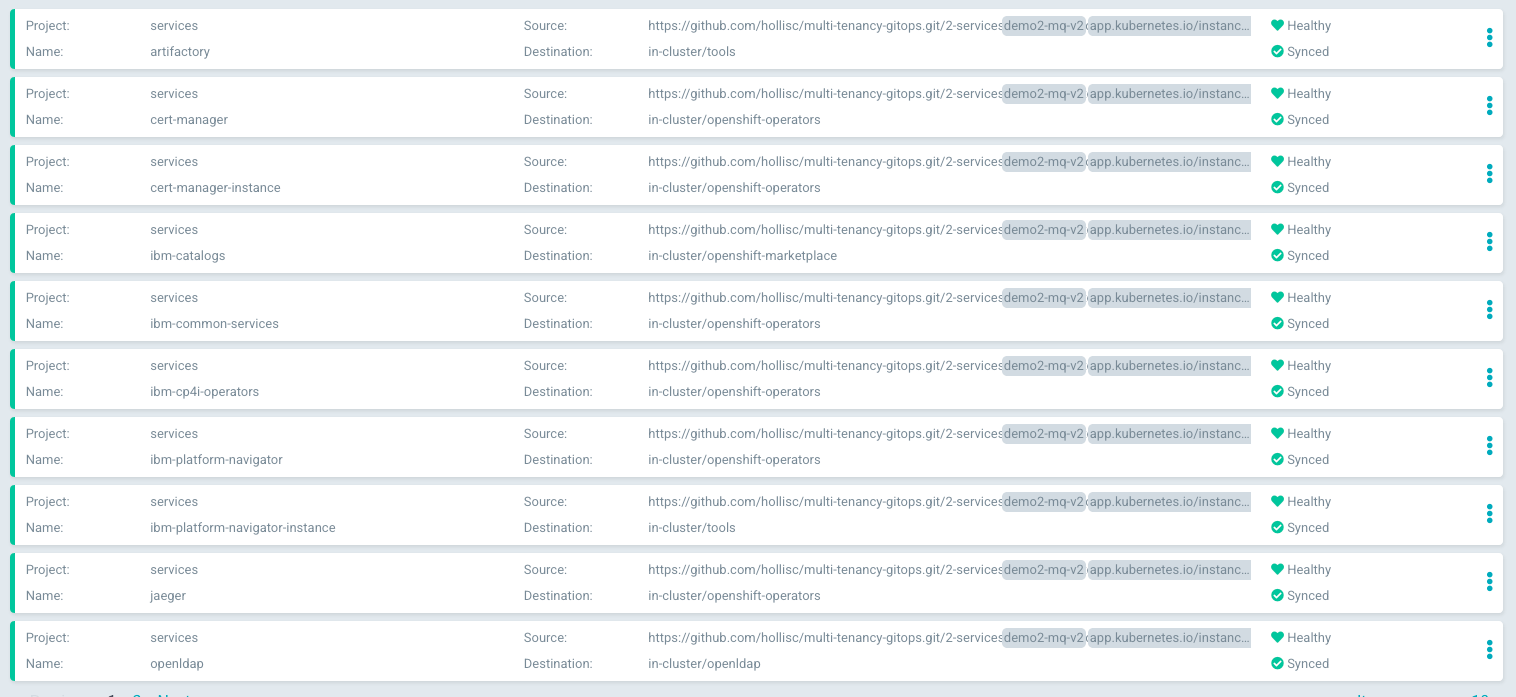 Project: services Source: https://github.com/hollisc/multi-tenancy-gitops.git/2-services demo2-mq-v2 app.kubernetes.io/instanc... Healthy
Name: artifactory Destination: in-cluster/tools Synced
Project: services Source: https://github.com/hollisc/multi-tenancy-gitops.git/2-services demo2-mq-v2 app.kubernetes.io/instanc... Healthy
Name: cert-manager Destination: in-cluster/openshift-operators Synced
Project: services Source: https://github.com/hollisc/multi-tenancy-gitops.git/2-services demo2-mq-v2 app.kubernetes.io/instanc... Healthy
Name: cert-manager-instance Destination: in-cluster/openshift-operators Synced
Project: services Source: https://github.com/hollisc/multi-tenancy-gitops.git/2-services demo2-mq-v2 app.kubernetes.io/instanc... Healthy
Name: ibm-catalogs Destination: in-cluster/openshift-marketplace Synced
Project: services Source: https://github.com/hollisc/multi-tenancy-gitops.git/2-services demo2-mq-v2 app.kubernetes.io/instanc... Healthy
Name: ibm-common-services Destination: in-cluster/openshift-operators Synced
Project: services Source: https://github.com/hollisc/multi-tenancy-gitops.git/2-services demo2-mq-v2 app.kubernetes.io/instanc... Healthy
Name: ibm-cp4i-operators Destination: in-cluster/openshift-operators Synced
Project: services Source: https://github.com/hollisc/multi-tenancy-gitops.git/2-services demo2-mq-v2 app.kubernetes.io/instanc... Healthy
Name: ibm-platform-navigator Destination: in-cluster/openshift-operators Synced
Project: services Source: https://github.com/hollisc/multi-tenancy-gitops.git/2-services demo2-mq-v2 app.kubernetes.io/instanc... Healthy
Name: ibm-platform-navigator-instance Destination: in-cluster/tools Synced
Project: services Source: https://github.com/hollisc/multi-tenancy-gitops.git/2-services demo2-mq-v2 app.kubernetes.io/instanc... Healthy
Name: jaeger Destination: in-cluster/openshift-operators Synced
Project: services Source: https://github.com/hollisc/multi-tenancy-gitops.git/2-services demo2-mq-v2 app.kubernetes.io/instanc... Healthy
Name: openldap Destination: in-cluster/openldap Synced